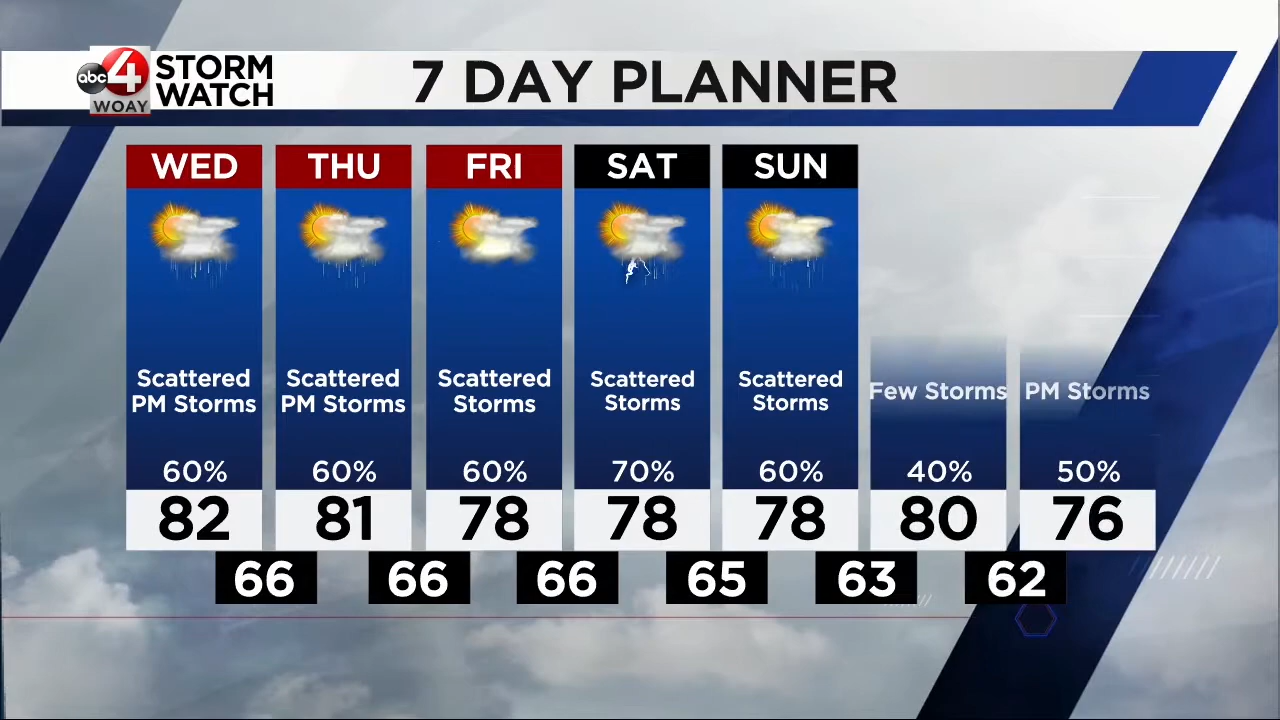 abc 4
WOAY
STORM
WATCH
7 DAY PLANNER
WED
Scattered
PM Storms
60%
82
THU
Scattered
PM Storms
60%
81
FRI
Scattered
Storms
60%
78
SAT
Scattered
Storms
70%
78
SUN
Scattered
Storms
60%
78
Few Storms
40%
80
PM Storms
50%
76
66
66
66
65
63
62